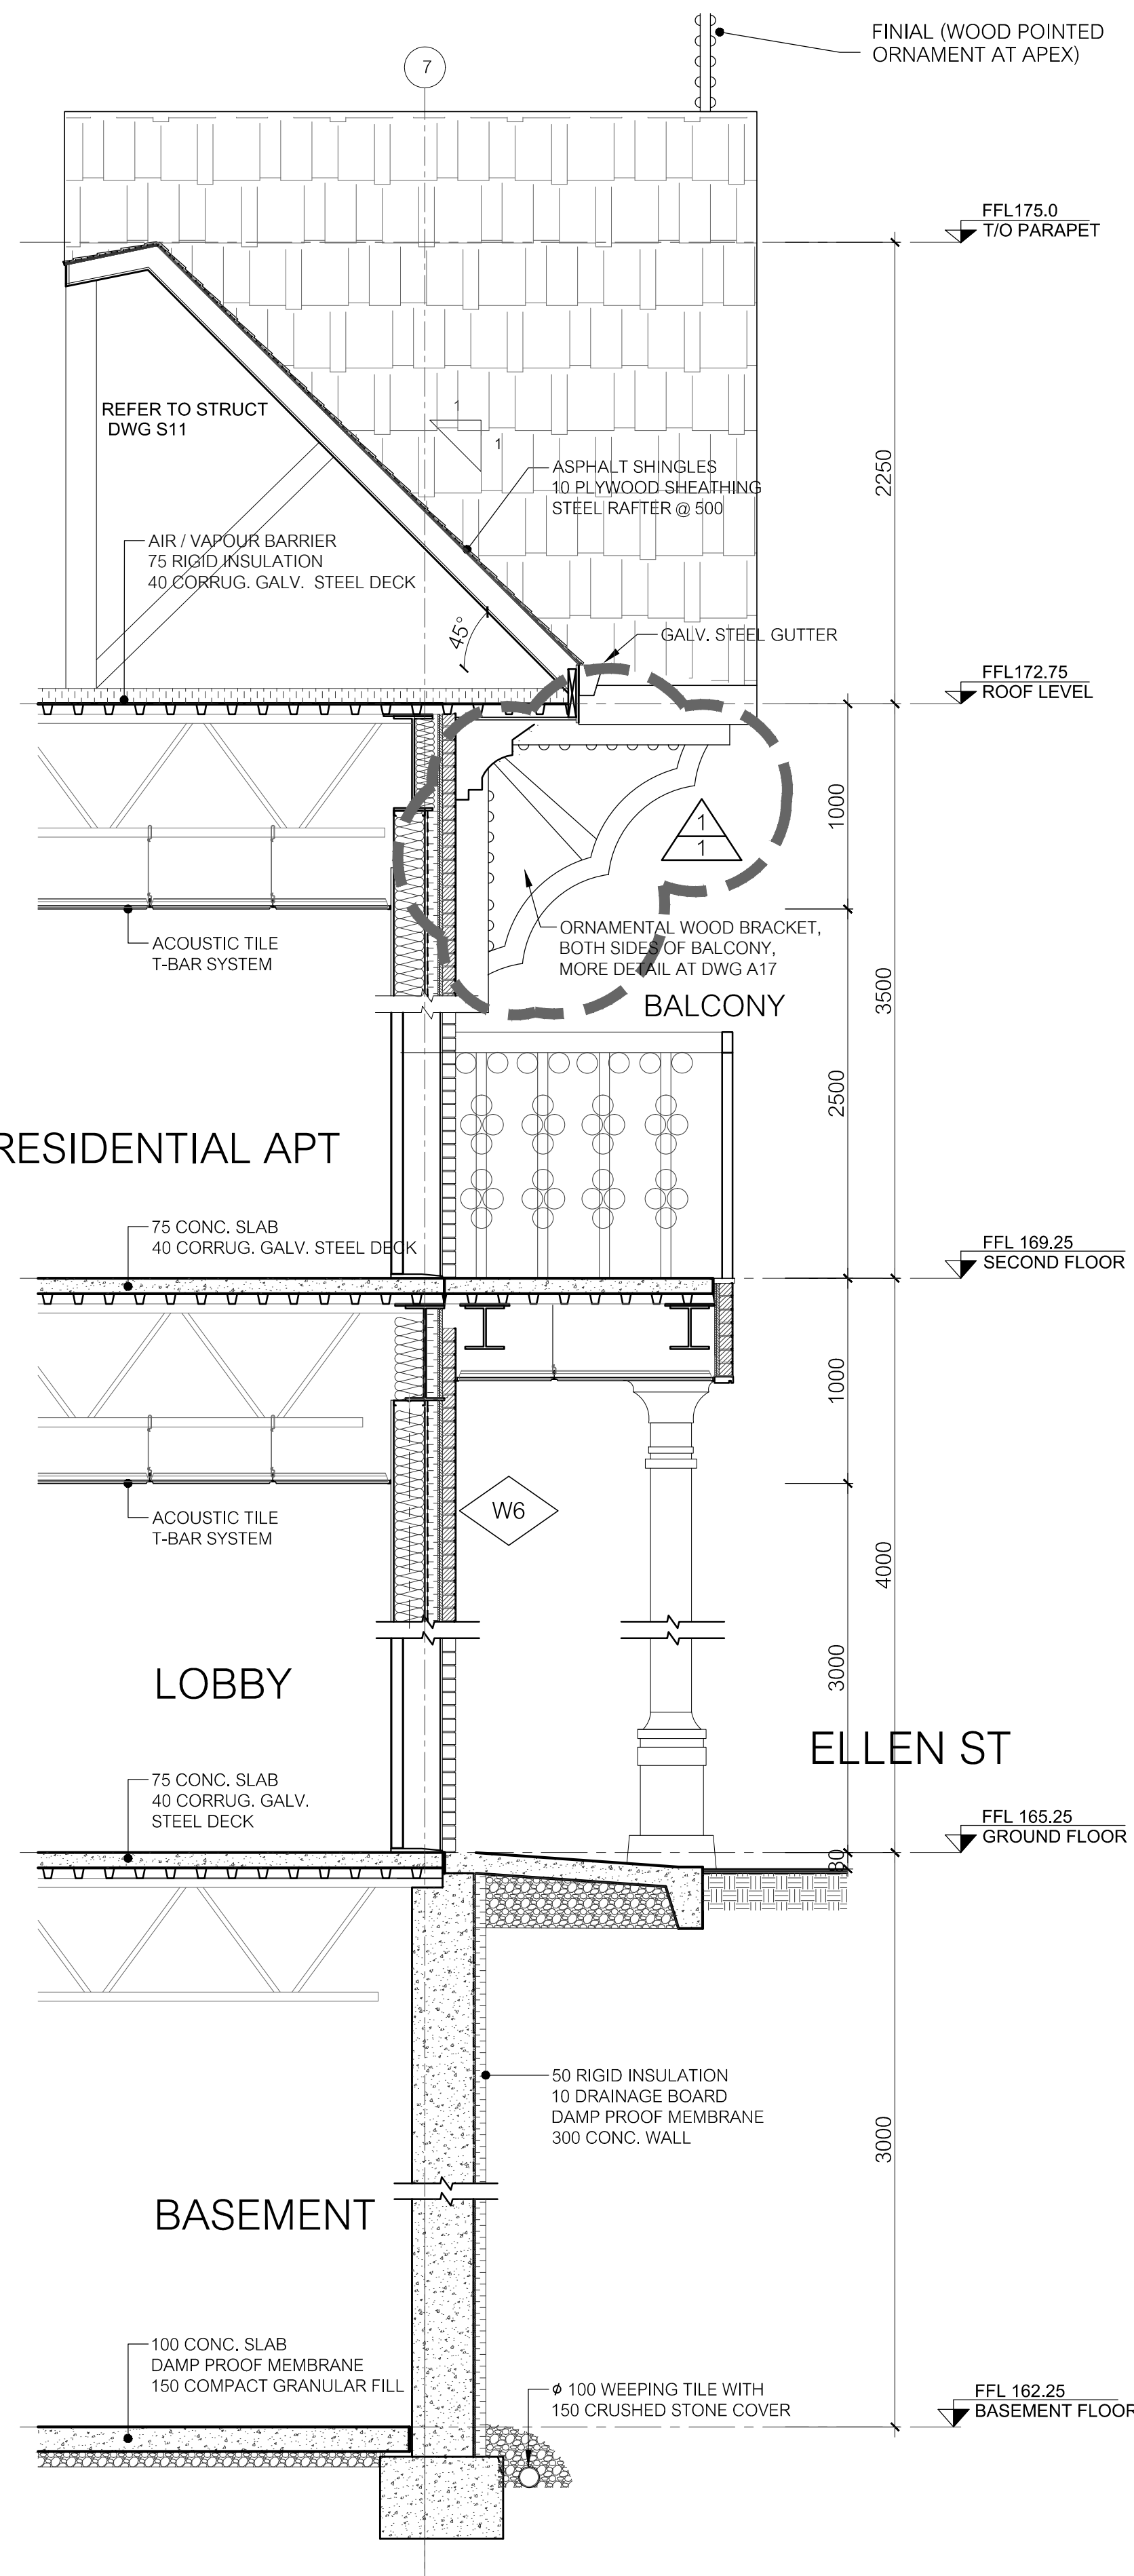 FINIAL (WOOD POINTED
ORNAMENT AT APEX)
7
FFL175.0
T/O PARAPET
REFER TO STRUCT
DWG S11
1
1
2250
ASPHALT SHINGLES
10 PLYWOOD SHEATHING
STEEL RAFTER @ 500
AIR / VAPOUR BARRIER
75 RIGID INSULATION
40 CORRUG. GALV. STEEL DECK
45°
GALV. STEEL GUTTER
FFL172.75
ROOF LEVEL
1000
1
1
ACOUSTIC TILE
T-BAR SYSTEM
ORNAMENTAL WOOD BRACKET,
BOTH SIDES OF BALCONY,
MORE DETAIL AT DWG A17
BALCONY
3500
2500
RESIDENTIAL APT
75 CONC. SLAB
40 CORRUG. GALV. STEEL DECK
FFL 169.25
SECOND FLOOR
1000
ACOUSTIC TILE
T-BAR SYSTEM
W6
4000
3000
LOBBY
ELLEN ST
75 CONC. SLAB
40 CORRUG. GALV.
STEEL DECK
FFL 165.25
GROUND FLOOR
80
50 RIGID INSULATION
10 DRAINAGE BOARD
DAMP PROOF MEMBRANE
300 CONC. WALL
3000
BASEMENT
100 CONC. SLAB
DAMP PROOF MEMBRANE
150 COMPACT GRANULAR FILL
ϕ 100 WEEPING TILE WITH
150 CRUSHED STONE COVER
FFL 162.25
BASEMENT FLOOR